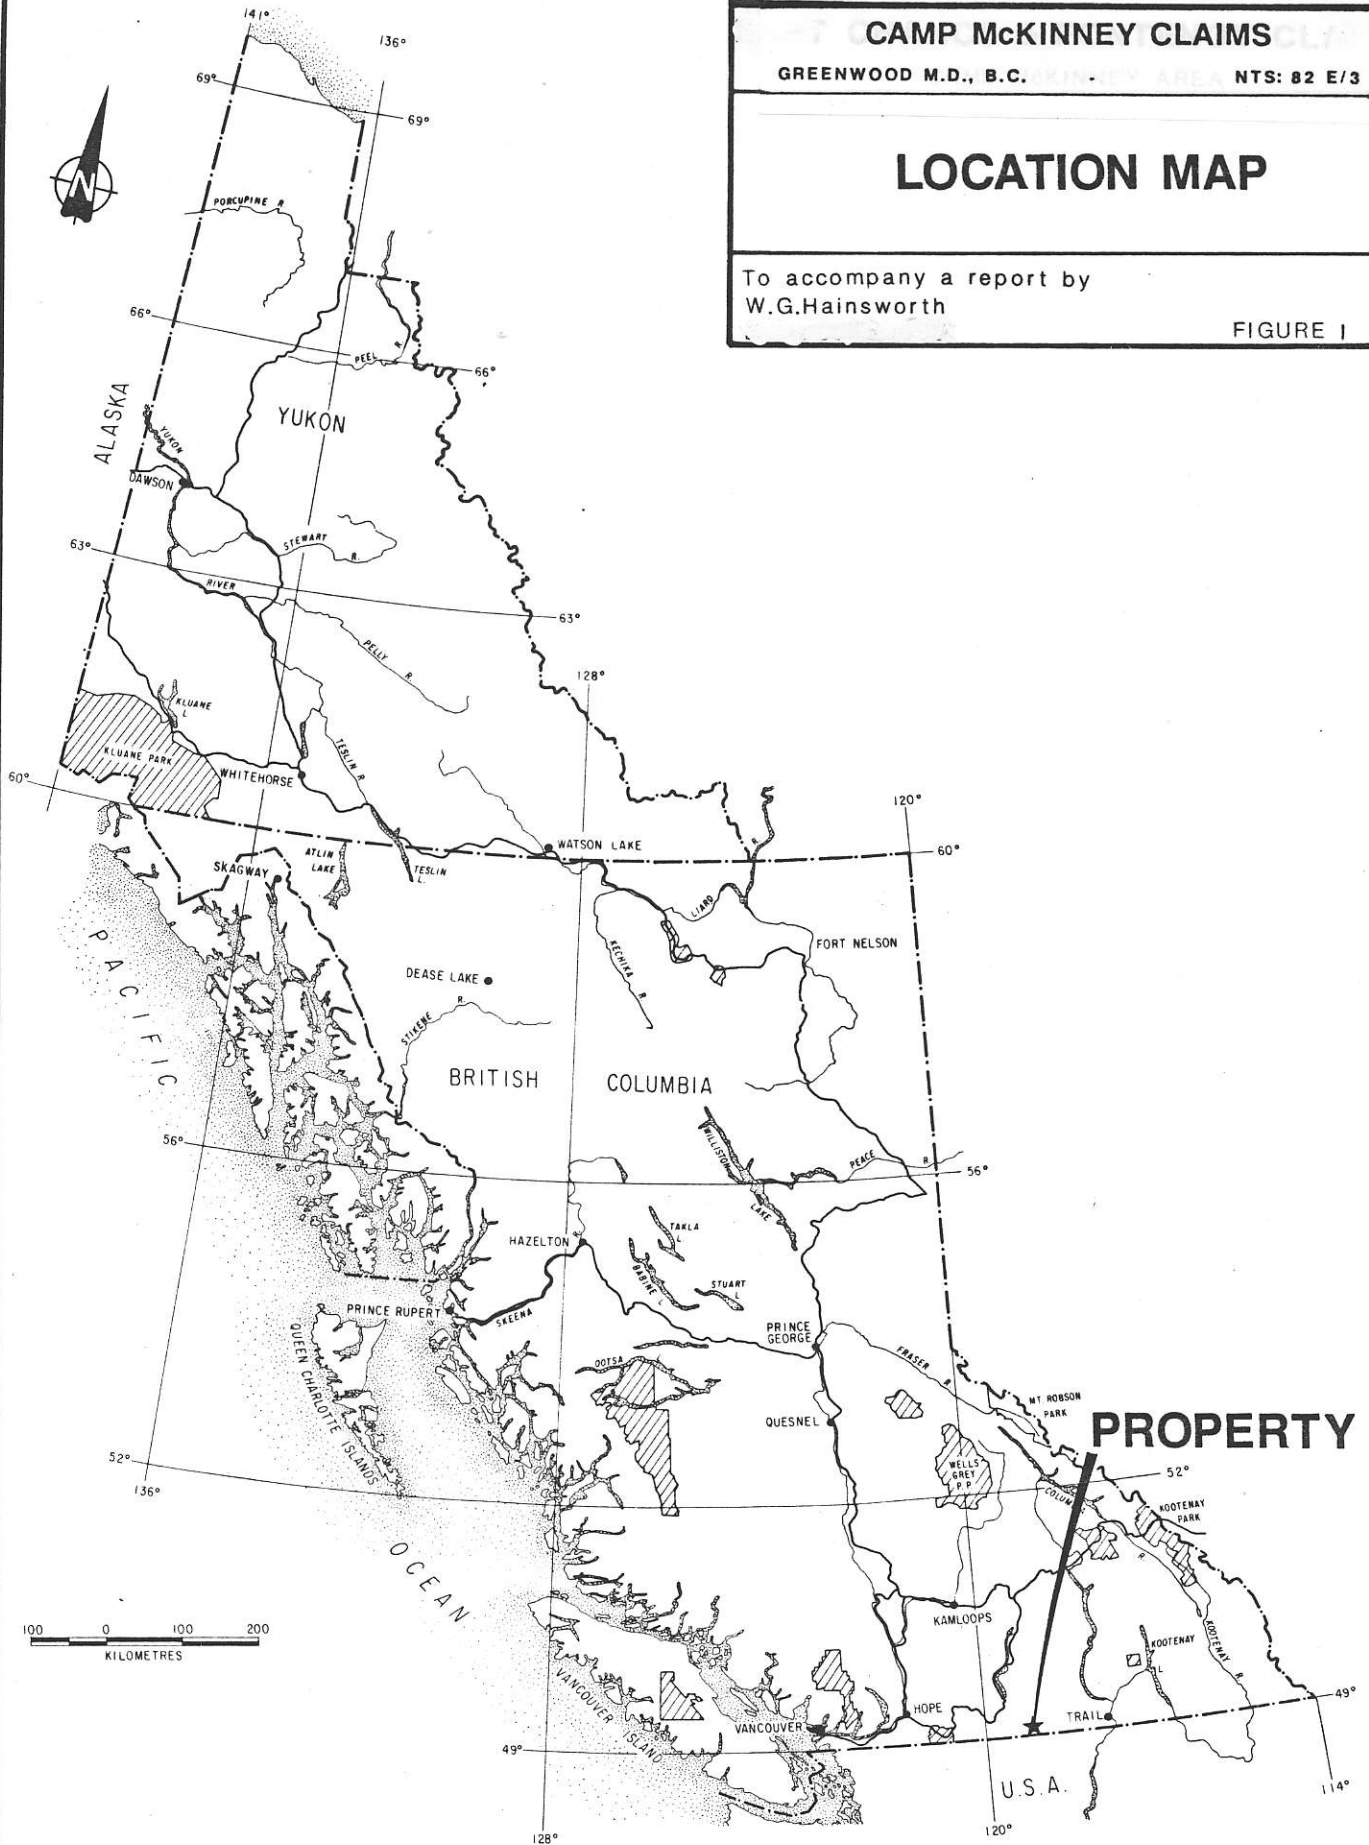 CAMP McKINNEY CLAIMS
GREENWOOD M.D., B.C. NTS: 82 E/3
LOCATION MAP
To accompany a report by
W.G.Hainsworth
FIGURE 1
141°
136°
69°
69°
N
PORCUPINE R
66°
PEEL R
66°
ALASKA
YUKON
YUKON
DAWSON
STEWART R.
63°
RIVER
63°
PELLY R.
128°
KLUANE L
KLUANE PARK
TESLIN R
WHITEHORSE
60°
120°
WATSON LAKE
60°
ATLIN LAKE
TESLIN L.
SKAGWAY
LIARD
R.
FORT NELSON
KECHIKA R
DEASE LAKE
STIKENE R.
PACIFIC
BRITISH COLUMBIA
56°
WILLISTON LAKE
PEACE R
56°
HAZELTON
R.
TAKLA L
BABINE L
STUART L
PRINCE RUPERT
SKEENA
PRINCE GEORGE
QUEEN CHARLOTTE ISLANDS
OOTSA
FRASER R
MT ROBSON PARK
QUESNEL
PROPERTY
WELLS GREY P.P.
52°
52°
136°
COLUMBIA
KOOTENAY PARK
R.
OCEAN
KAMLOOPS
100 0 100 200
KILOMETRES
KOOTENAY L
KOOTENAY R
VANCOUVER ISLAND
VANCOUVER
HOPE
TRAIL
49°
49°
U.S.A.
114°
120°
128°